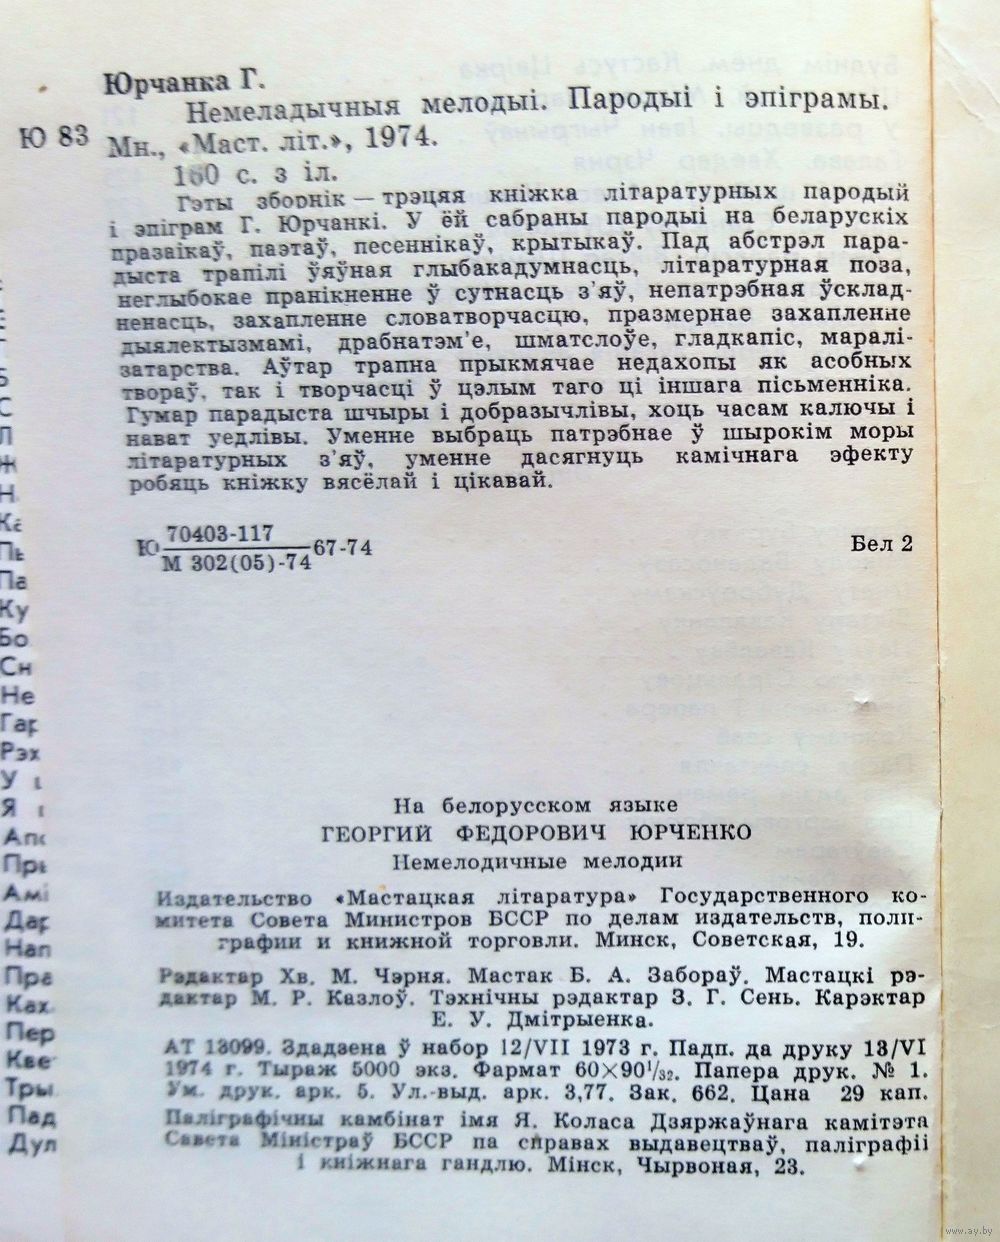 Юрчанка Г.
Немеладычныя мелодыі. Пародыі і эпіграмы.
Ю 83 Мн., «Маст. літ.», 1974.
160 с. з іл.
Гэты зборнік — трэцяя кніжка літаратурных пародый
і эпіграм Г. Юрчанкі. У ёй сабраны пародыі на беларускіх
празаікаў, паэтаў, песеннікаў, крытыкаў. Пад абстрэл пара-
дыста трапілі ўяўная глыбакадумнасць, літаратурная поза,
неглыбокае пранікненне ў сутнасць з'яў, непатрэбная ўсклад-
ненасць, захапленне словатворчасцю, празмернае захапленне
дыялектызмамі, драбнатэм'е, шматслоўе, гладкапіс, маралі-
затарства. Аўтар трапна прыкмячае недахопы як асобных
твораў, так і творчасці ў цэлым таго ці іншага пісьменніка.
Гумар парадыста шчыры і добразычлівы, хоць часам калючы і
нават уедлівы. Уменне выбраць патрэбнае ў шырокім моры
літаратурных з'яў, уменне дасягнуць камічнага эфекту
робяць кніжку вясёлай і цікавай.
70403-117
Ю 67-74 Бел 2
М 302(05)-74
На белорусском языке
ГЕОРГИЙ ФЕДОРОВИЧ ЮРЧЕНКО
Немелодичные мелодии
Издательство «Мастацкая літаратура» Государственного ко-
митета Совета Министров БССР по делам издательств, поли-
графии и книжной торговли. Минск, Советская, 19.
Рэдактар Хв. М. Чэрня. Мастак Б. А. Забораў. Мастацкі рэ-
дактар М. Р. Казлоў. Тэхнічны рэдактар З. Г. Сень. Карэктар
Е. У. Дмітрыенка.
АТ 13099. Здадзена ў набор 12/VII 1973 г. Падп. да друку 13/VI
1974 г. Тыраж 5000 экз. Фармат 60×90¹/₃₂. Папера друк. № 1.
Ум. друк. арк. 5. Ул.-выд. арк. 3,77. Зак. 662. Цана 29 кап.
Паліграфічны камбінат імя Я. Коласа Дзяржаўнага камітэта
Савета Міністраў БССР па справах выдавецтваў, паліграфіі
і кніжнага гандлю. Мінск, Чырвоная, 23.
www.ay.by